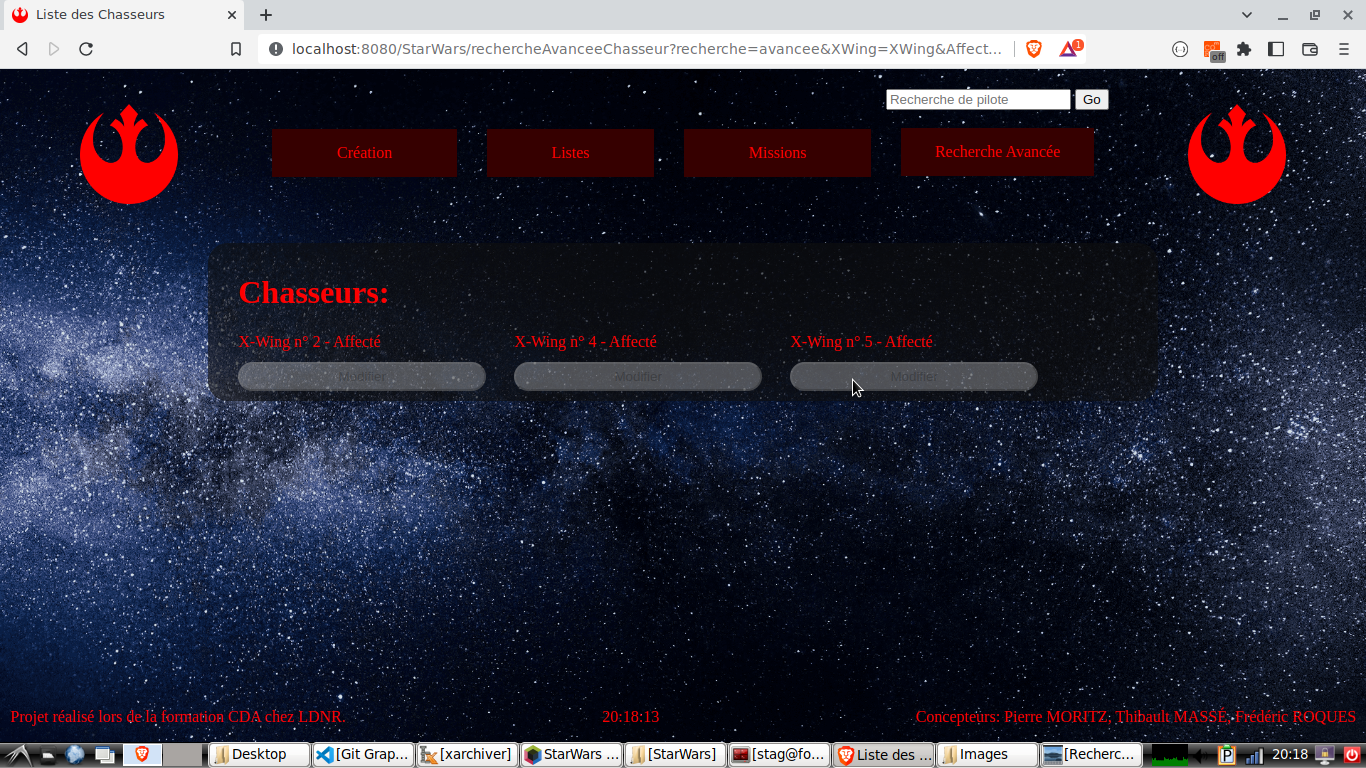 Liste des Chasseurs
localhost:8080/StarWars/rechercheAvanceeChasseur?recherche=avancee&XWing=XWing&Affect...
1
off
Recherche de pilote
Go
Création
Listes
Missions
Recherche Avancée
Chasseurs:
X-Wing n° 2 - Affecté
X-Wing n° 4 - Affecté
X-Wing n° 5 - Affecté
Modifier
Modifier
Modifier
Projet réalisé lors de la formation CDA chez LDNR.
20:18:13
Concepteurs: Pierre MORITZ, Thibault MASSÉ, Frédéric ROQUES
Desktop
[Git Grap...
[xarchiver]
StarWars ...
[StarWars]
[stag@fo...
Liste des ...
Images
[Recherc...
P
20:18